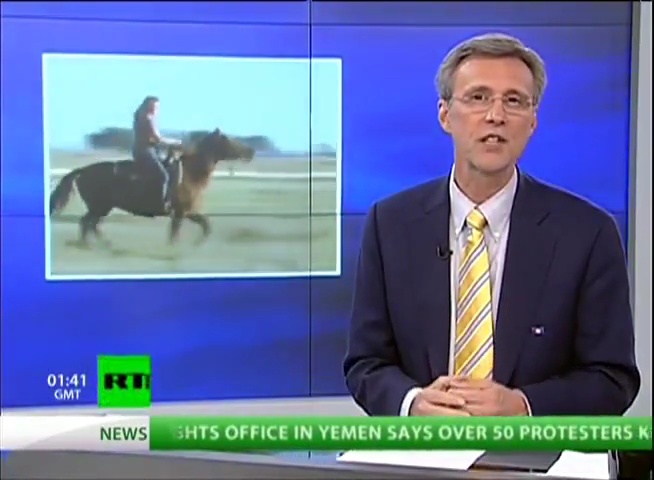 01:41
GMT
RT
NEWS
GHTS OFFICE IN YEMEN SAYS OVER 50 PROTESTERS K